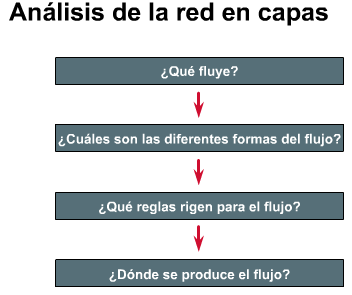 Análisis de la red en capas
¿Qué fluye?
¿Cuáles son las diferentes formas del flujo?
¿Qué reglas rigen para el flujo?
¿Dónde se produce el flujo?